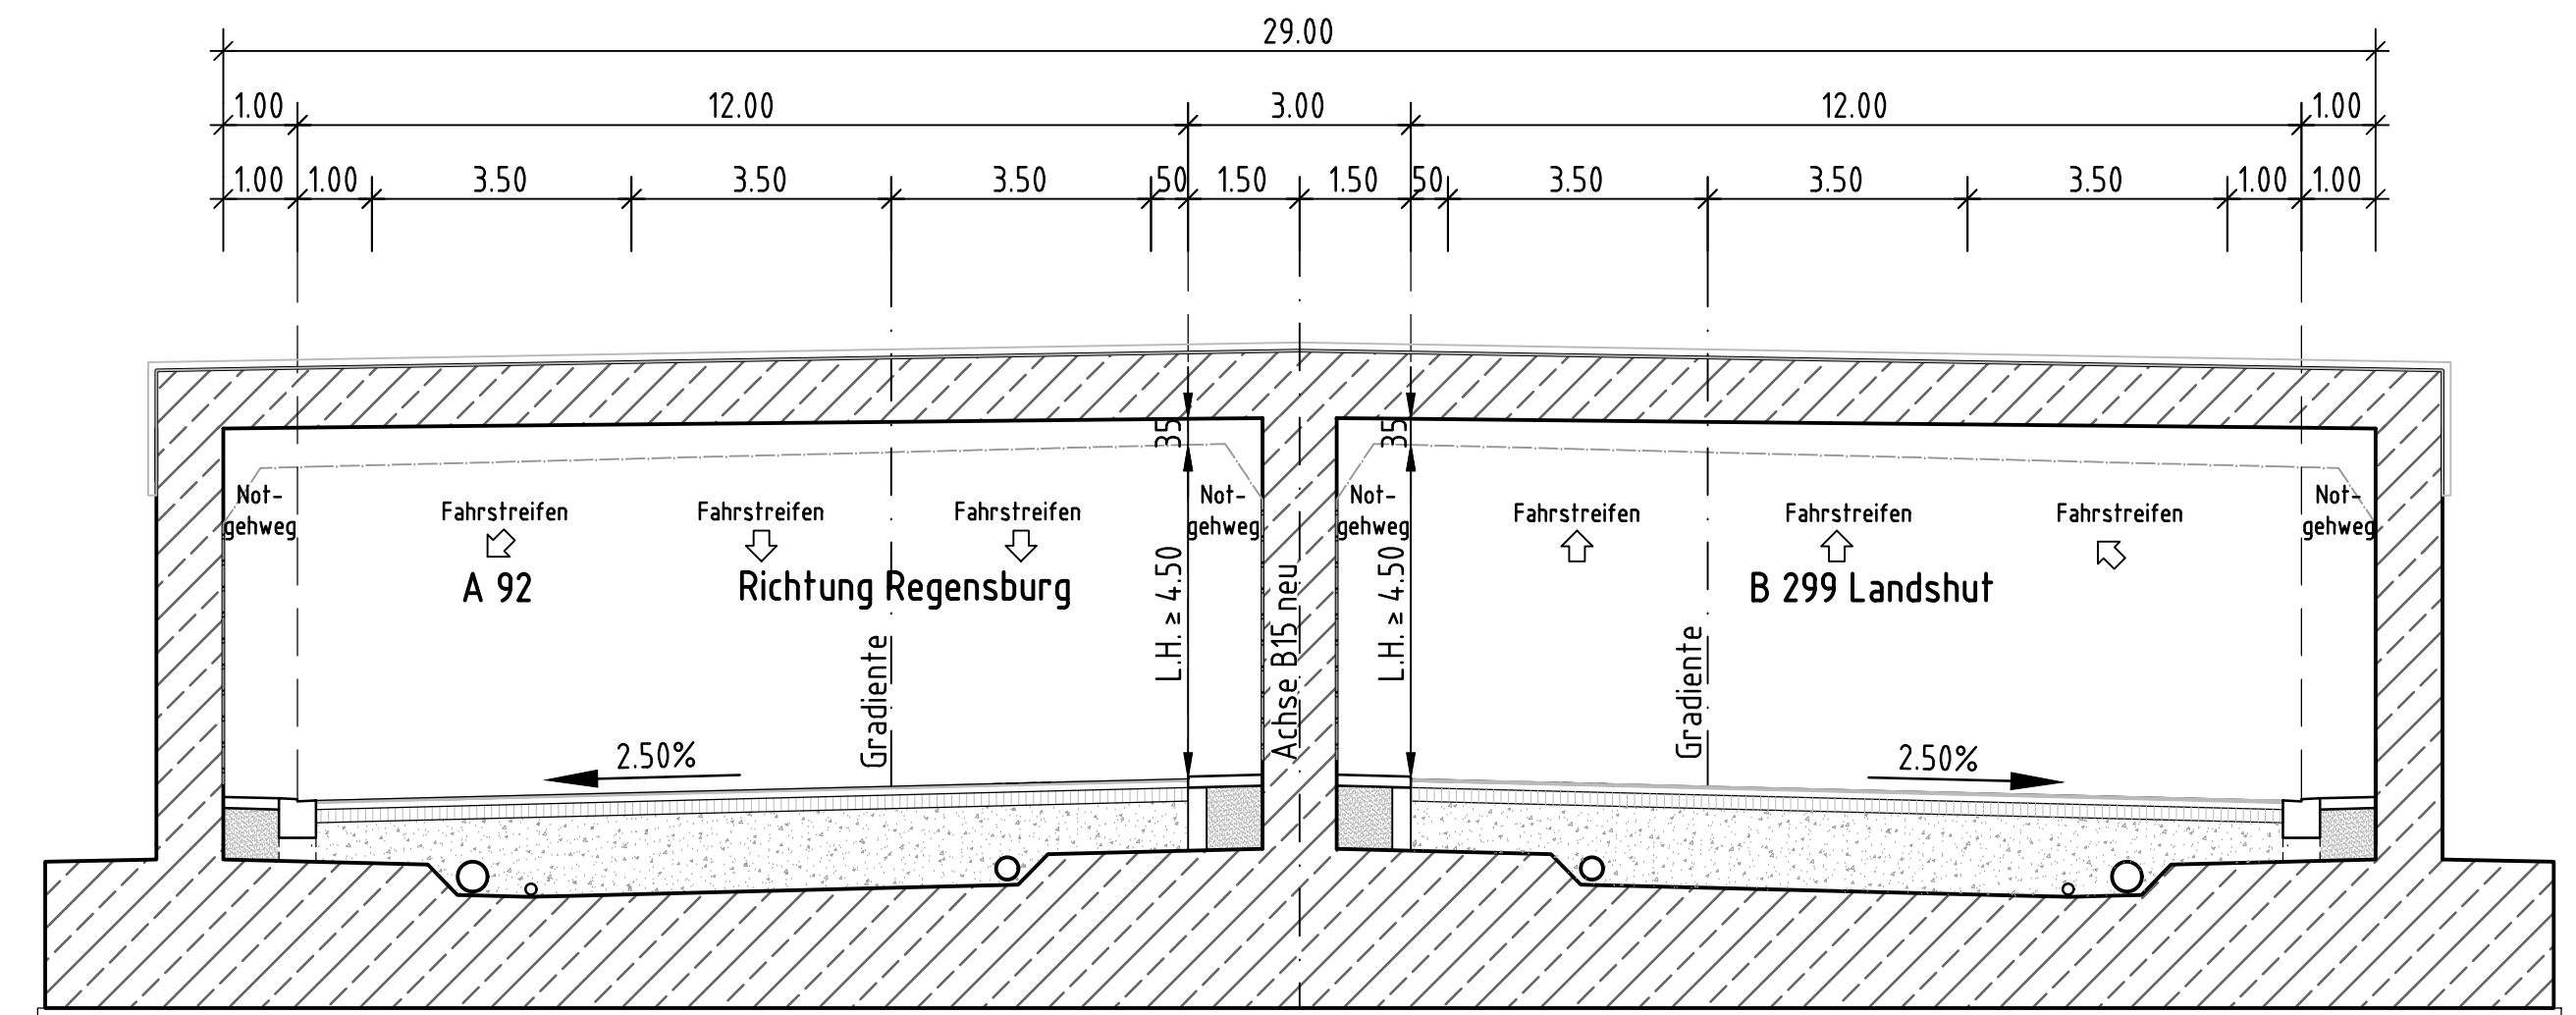 29.00
1.00 12.00 3.00 12.00 1.00
1.00 1.00 3.50 3.50 3.50 50 1.50 1.50 50 3.50 3.50 3.50 1.00 1.00
35 35
Not-
gehweg
Fahrstreifen Fahrstreifen Fahrstreifen
Not-
gehweg
Not-
gehweg
Fahrstreifen Fahrstreifen Fahrstreifen
Not-
gehweg
A 92 Richtung Regensburg B 299 Landshut
L.H. ≥ 4.50
L.H. ≥ 4.50
Gradiente
Achse B15 neu
Gradiente
2.50% 2.50%